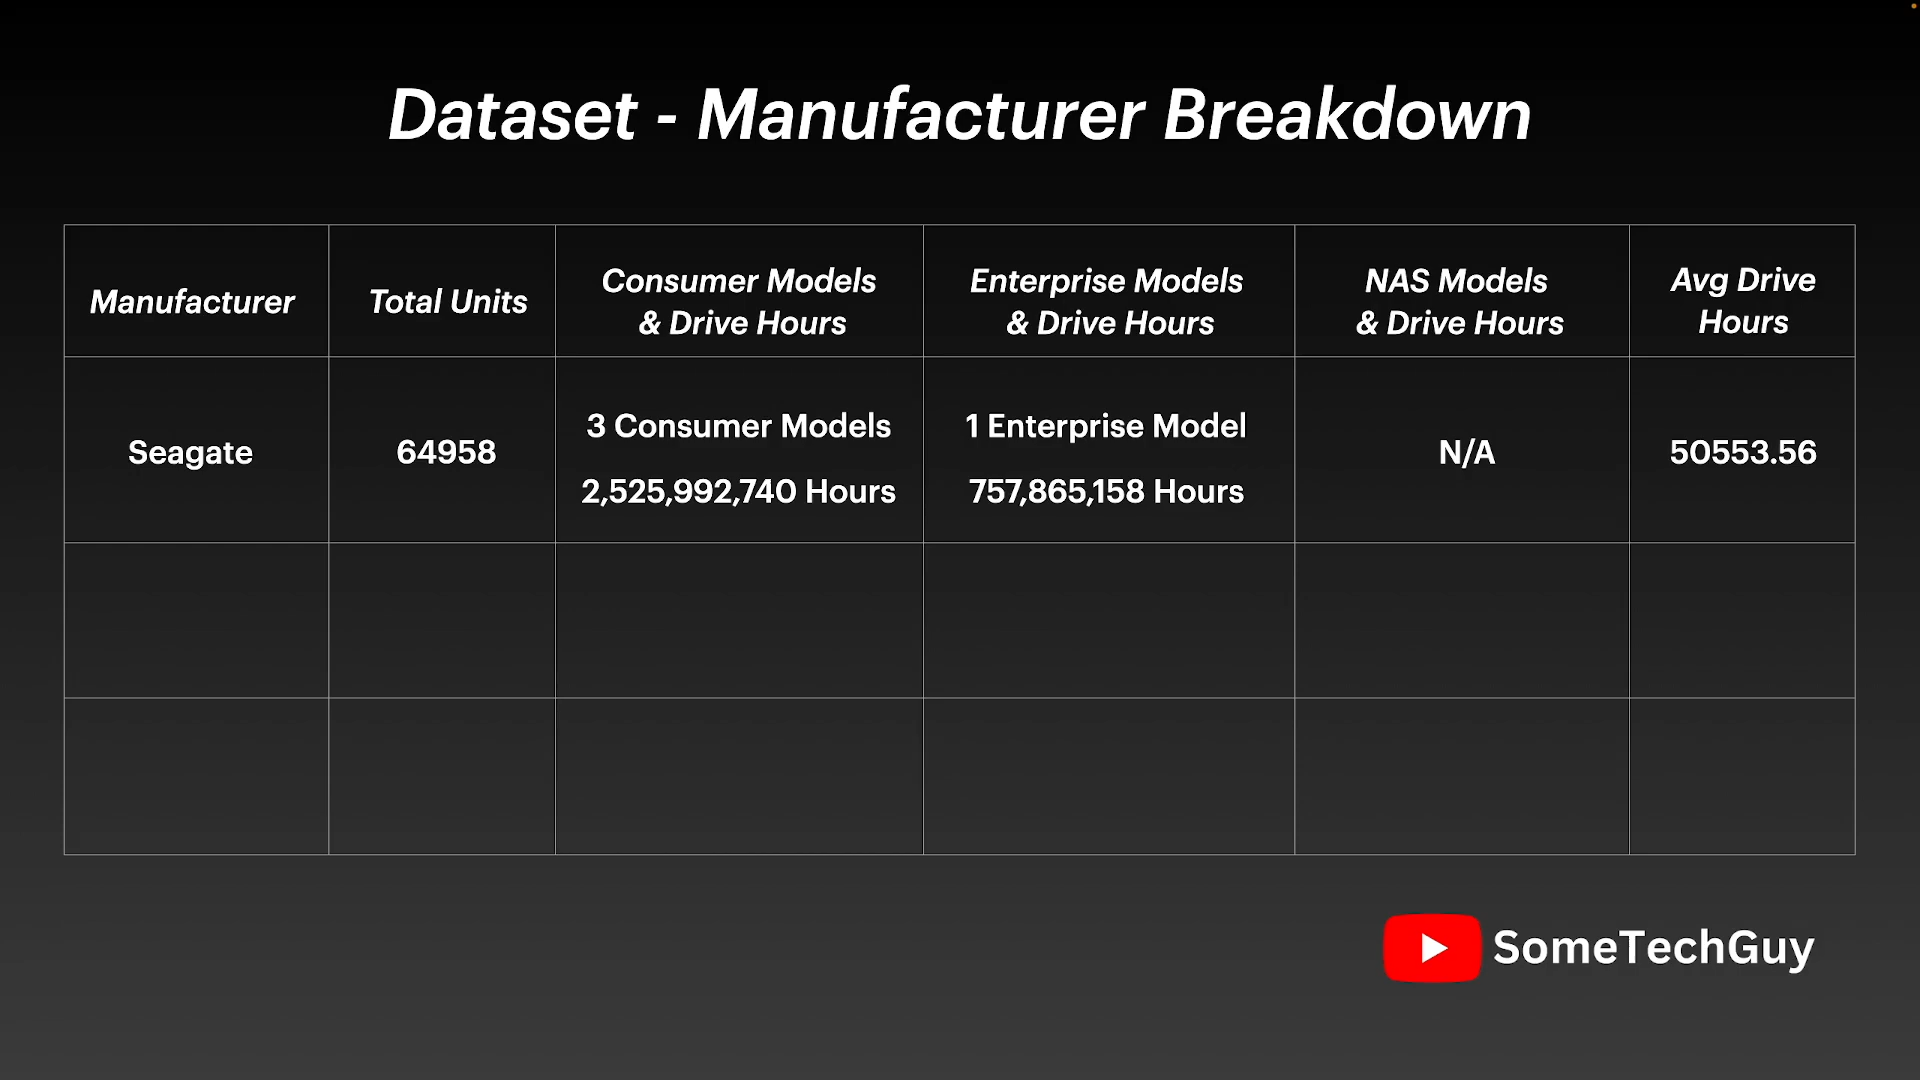 Dataset - Manufacturer Breakdown
Manufacturer
Total Units
Consumer Models
& Drive Hours
Enterprise Models
& Drive Hours
NAS Models
& Drive Hours
Avg Drive
Hours
Seagate
64958
3 Consumer Models
2,525,992,740 Hours
1 Enterprise Model
757,865,158 Hours
N/A
50553.56
SomeTechGuy